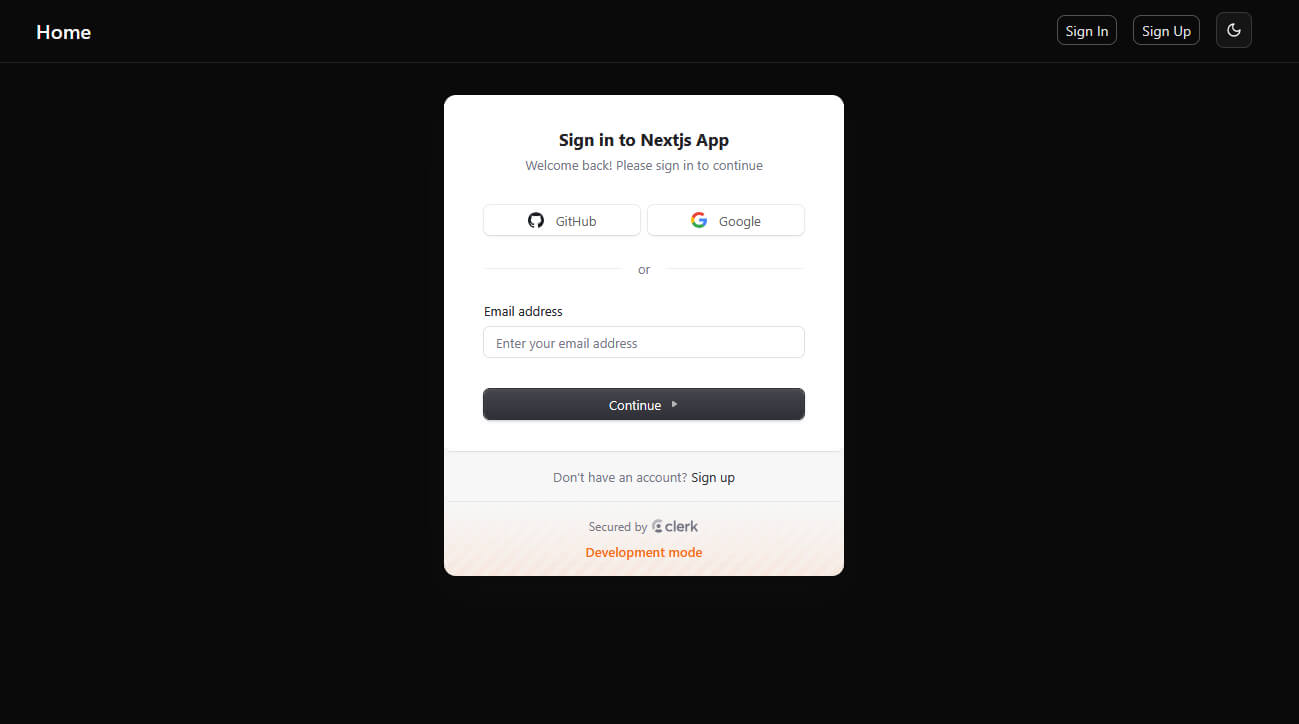 Home
Sign In
Sign Up
Sign in to Nextjs App
Welcome back! Please sign in to continue
GitHub
Google
or
Email address
Enter your email address
Continue
Don't have an account? Sign up
Secured by clerk
Development mode